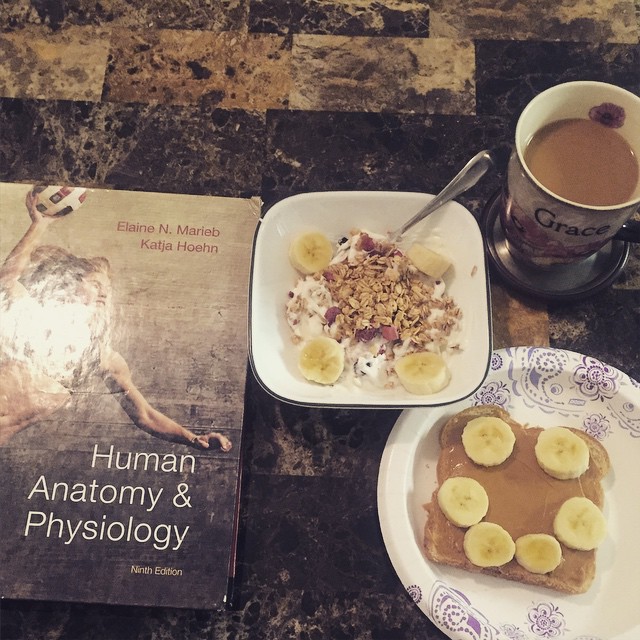 Elaine N. Marieb
Katja Hoehn
Human
Anatomy &
Physiology
Ninth Edition
Grace